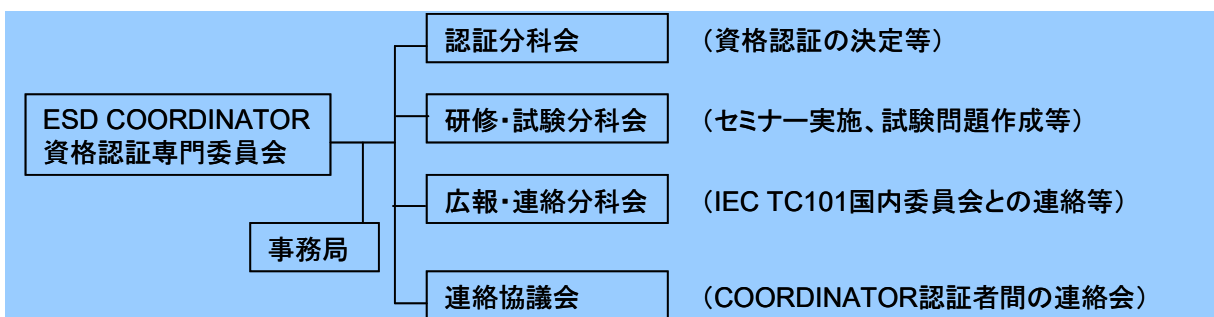 認証分科会 (資格認証の決定等)
ESD COORDINATOR
資格認証専門委員会
研修・試験分科会 (セミナー実施、試験問題作成等)
広報・連絡分科会 (IEC TC101国内委員会との連絡等)
事務局
連絡協議会 (COORDINATOR認証者間の連絡会)